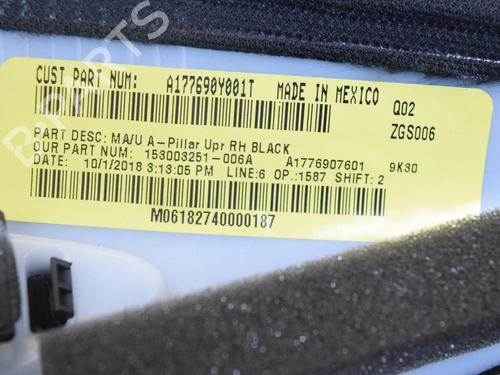 CUST PART NUM: A177690Y001T MADE IN MEXICO Q02
ZGS006
PART DESC: MA/U A-Pillar Upr RH BLACK
OUR PART NUM: 153003251-006A A1776907601 9K30
DATE: 10/1/2018 3:13:05 PM LINE:6 OP.:1587 SHIFT: 2
M06182740000187